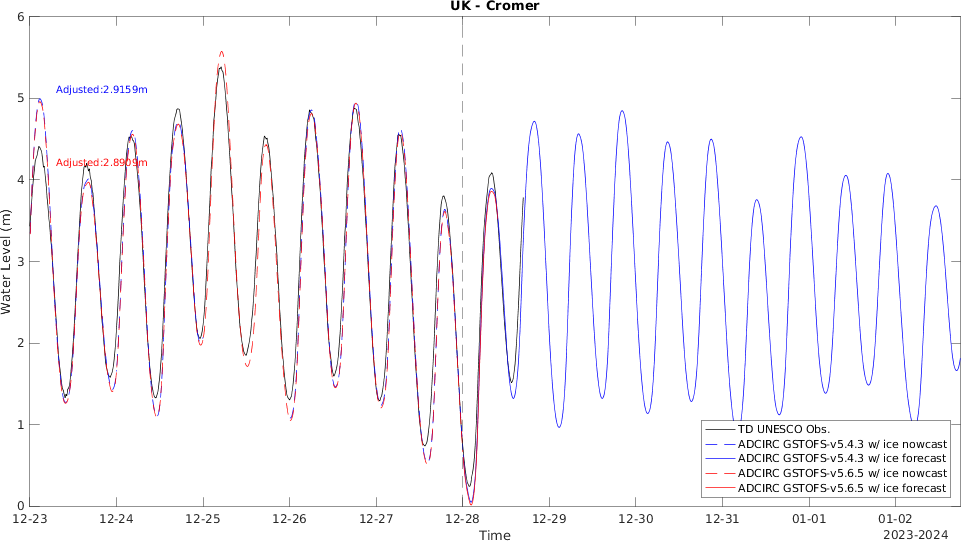 UK - Cromer
6
5
4
3
2
1
0
Water Level (m)
Adjusted:2.9159m
Adjusted:2.8909m
TD UNESCO Obs.
ADCIRC GSTOFS-v5.4.3 w/ ice nowcast
ADCIRC GSTOFS-v5.4.3 w/ ice forecast
ADCIRC GSTOFS-v5.6.5 w/ ice nowcast
ADCIRC GSTOFS-v5.6.5 w/ ice forecast
12-23 12-24 12-25 12-26 12-27 12-28 12-29 12-30 12-31 01-01 01-02
Time
2023-2024